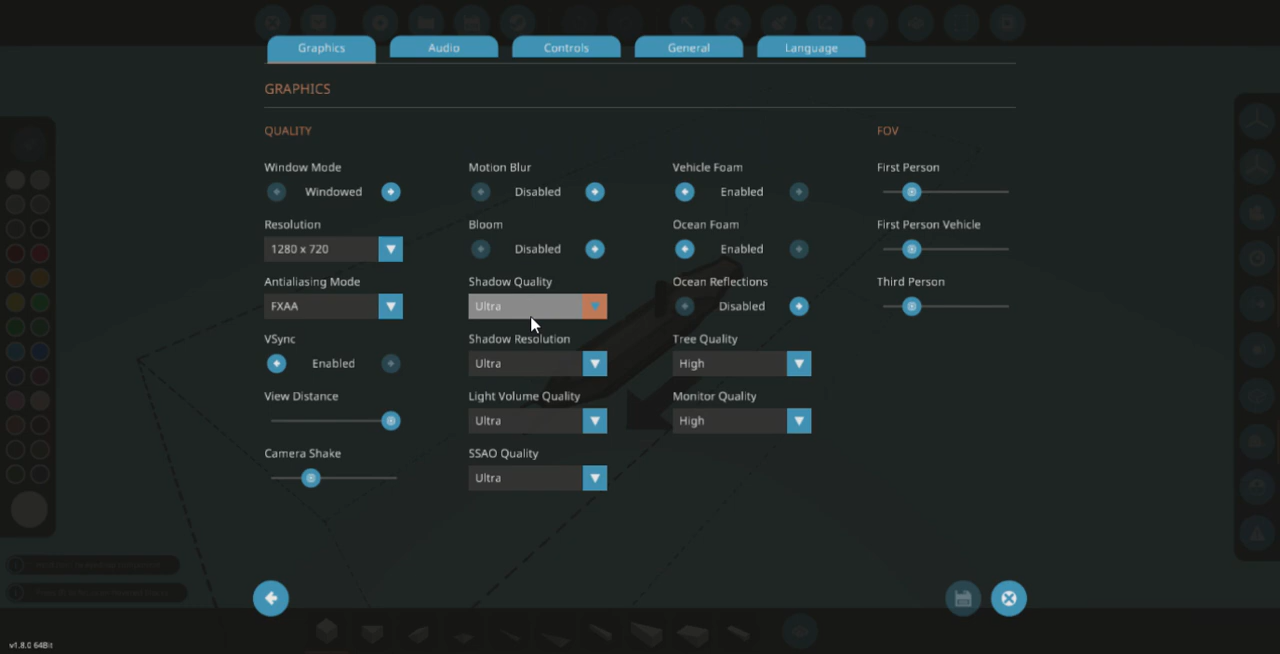 Graphics
Audio
Controls
General
Language
GRAPHICS
QUALITY
FOV
Window Mode
Windowed
Resolution
1280 x 720
Antialiasing Mode
FXAA
VSync
Enabled
View Distance
Camera Shake
Motion Blur
Disabled
Bloom
Disabled
Shadow Quality
Ultra
Shadow Resolution
Ultra
Light Volume Quality
Ultra
SSAO Quality
Ultra
Vehicle Foam
Enabled
Ocean Foam
Enabled
Ocean Reflections
Disabled
Tree Quality
High
Monitor Quality
High
First Person
First Person Vehicle
Third Person
v1.8.0 64Bit